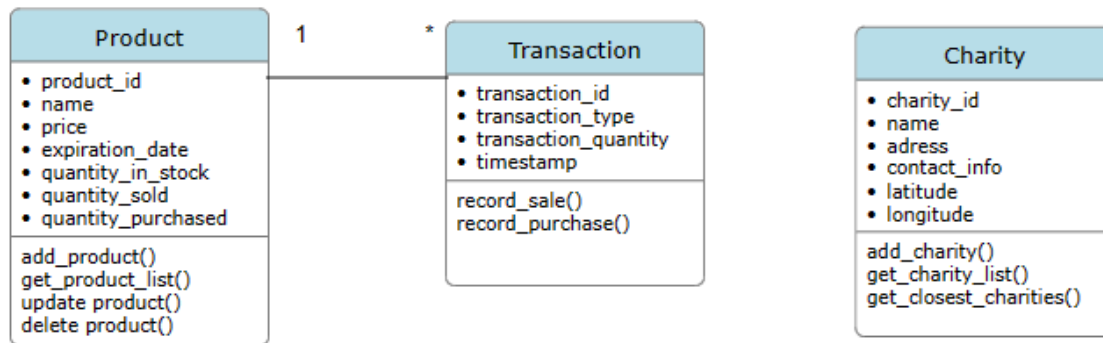 Product
• product_id
• name
• price
• expiration_date
• quantity_in_stock
• quantity_sold
• quantity_purchased
add_product()
get_product_list()
update product()
delete product()
1
*
Transaction
• transaction_id
• transaction_type
• transaction_quantity
• timestamp
record_sale()
record_purchase()
Charity
• charity_id
• name
• adress
• contact_info
• latitude
• longitude
add_charity()
get_charity_list()
get_closest_charities()